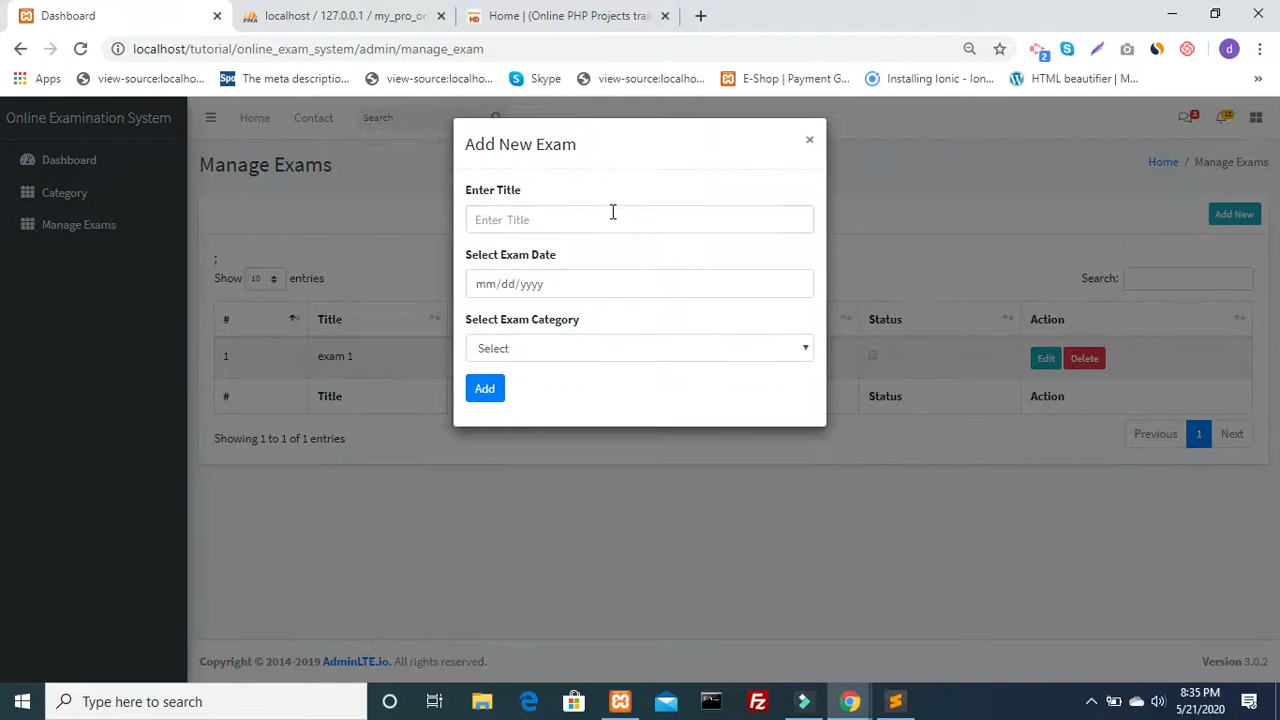 Dashboard
localhost / 127.0.0.1 / my_pro_or
Home | (Online PHP Projects trai
localhost/tutorial/online_exam_system/admin/manage_exam
2
d
Apps
view-source:localho...
Spo
The meta descriptio...
view-source:localho...
Skype
view-source:localho...
E-Shop | Payment G...
Installing Ionic - Ion...
HTML beautifier | M...
»
Online Examination System
Home
Contact
Search
Dashboard
Category
Manage Exams
Manage Exams
Home / Manage Exams
Add New
;
Show 10 entries
Search:
# Title Status Action
1 exam 1 Edit Delete
# Title Status Action
Showing 1 to 1 of 1 entries
Previous 1 Next
Add New Exam
×
Enter Title
Enter Title
Select Exam Date
mm/dd/yyyy
Select Exam Category
Select
Add
Copyright © 2014-2019 AdminLTE.io. All rights reserved.
Version 3.0.2
Type here to search
8:35 PM
5/21/2020